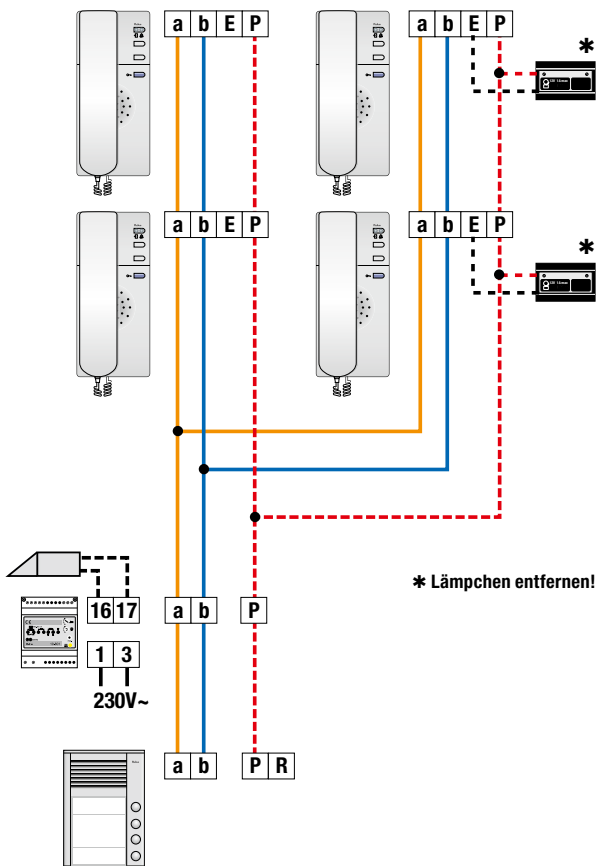 a b E P
a b E P
✱
a b E P
a b E P
✱
✱ Lämpchen entfernen!
16 17
a b
P
1 3
230V~
a b
P R